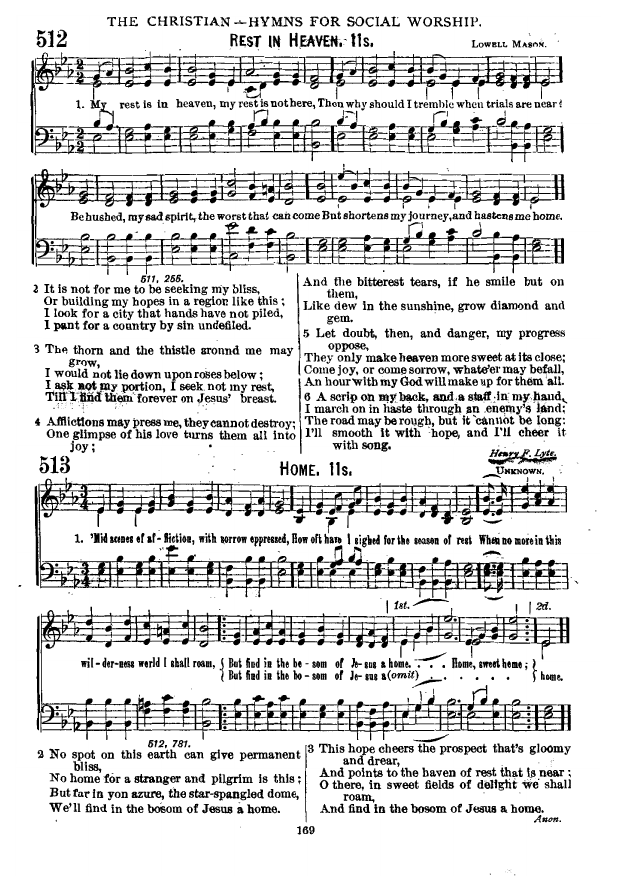 THE CHRISTIAN—HYMNS FOR SOCIAL WORSHIP.
512
REST IN HEAVEN. 11s.
LOWELL MASON.
1. My rest is in heaven, my rest is not here, Then why should I tremble when trials are near?
Be hushed, my sad spirit, the worst that can come But shortens my journey, and hastens me home.
511, 255.
2 It is not for me to be seeking my bliss,
Or building my hopes in a region like this;
I look for a city that hands have not piled,
I pant for a country by sin undefiled.
3 The thorn and the thistle around me may
grow,
I would not lie down upon roses below;
I ask not my portion, I seek not my rest,
Till I find them forever on Jesus' breast.
4 Afflictions may press me, they cannot destroy;
One glimpse of his love turns them all into
joy;
And the bitterest tears, if he smile but on
them,
Like dew in the sunshine, grow diamond and
gem.
5 Let doubt, then, and danger, my progress
oppose,
They only make heaven more sweet at its close;
Come joy, or come sorrow, whate'er may befall,
An hour with my God will make up for them all.
6 A scrip on my back, and a staff in my hand,
I march on in haste through an enemy's land;
The road may be rough, but it cannot be long;
I'll smooth it with hope, and I'll cheer it
with song.
Henry F. Lyte.
513
HOME. 11s.
UNKNOWN.
1. 'Mid scenes of af-fliction, with sorrow oppressed, How oft have I sighed for the season of rest When no more in this
1st. 2d.
wil-derness world I shall roam, { But find in the bo-som of Je-sus a home. . . . Home, sweet home; }
{ But find in the bo-som of Je-sus a (omit) . . . . } home.
512, 781.
2 No spot on this earth can give permanent
bliss,
No home for a stranger and pilgrim is this;
But far in yon azure, the star-spangled dome,
We'll find in the bosom of Jesus a home.
3 This hope cheers the prospect that's gloomy
and drear,
And points to the haven of rest that is near;
O there, in sweet fields of delight we shall
roam,
And find in the bosom of Jesus a home.
Anon.
169